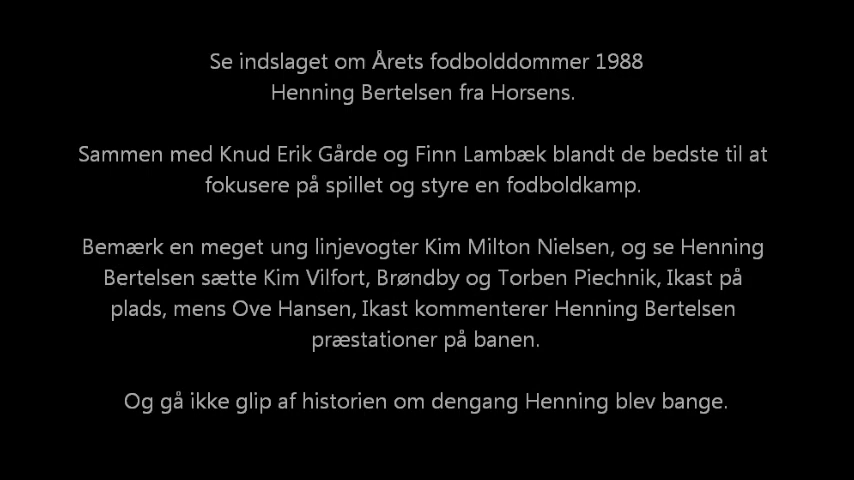 Se indslaget om Årets fodbolddommer 1988
Henning Bertelsen fra Horsens.
Sammen med Knud Erik Gårde og Finn Lambæk blandt de bedste til at
fokusere på spillet og styre en fodboldkamp.
Bemærk en meget ung linjevogter Kim Milton Nielsen, og se Henning
Bertelsen sætte Kim Vilfort, Brøndby og Torben Piechnik, Ikast på
plads, mens Ove Hansen, Ikast kommenterer Henning Bertelsen
præstationer på banen.
Og gå ikke glip af historien om dengang Henning blev bange.